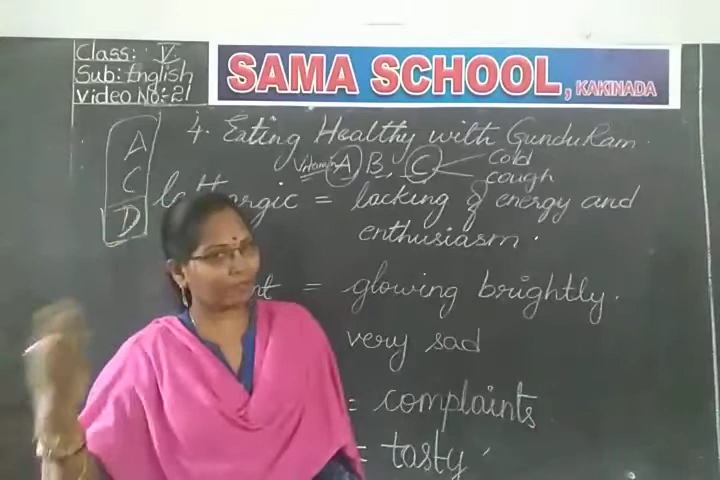 Class: V
Sub: English
Video No:-21
SAMA SCHOOL, KAKINADA
4. Eating Healthy with GunduRam.
Vitamin A, B, C cold
cough
A
C
D
= lacking of energy and
enthusiasm.
= glowing brightly.
very sad
= complaints
= tasty